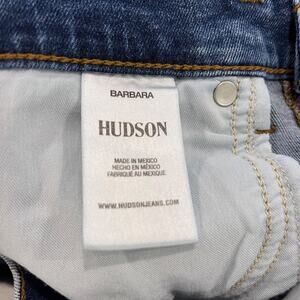 BARBARA
HUDSON
MADE IN MEXICO
HECHO EN MÉXICO
FABRIQUÉ AU MEXIQUE
WWW.HUDSONJEANS.COM